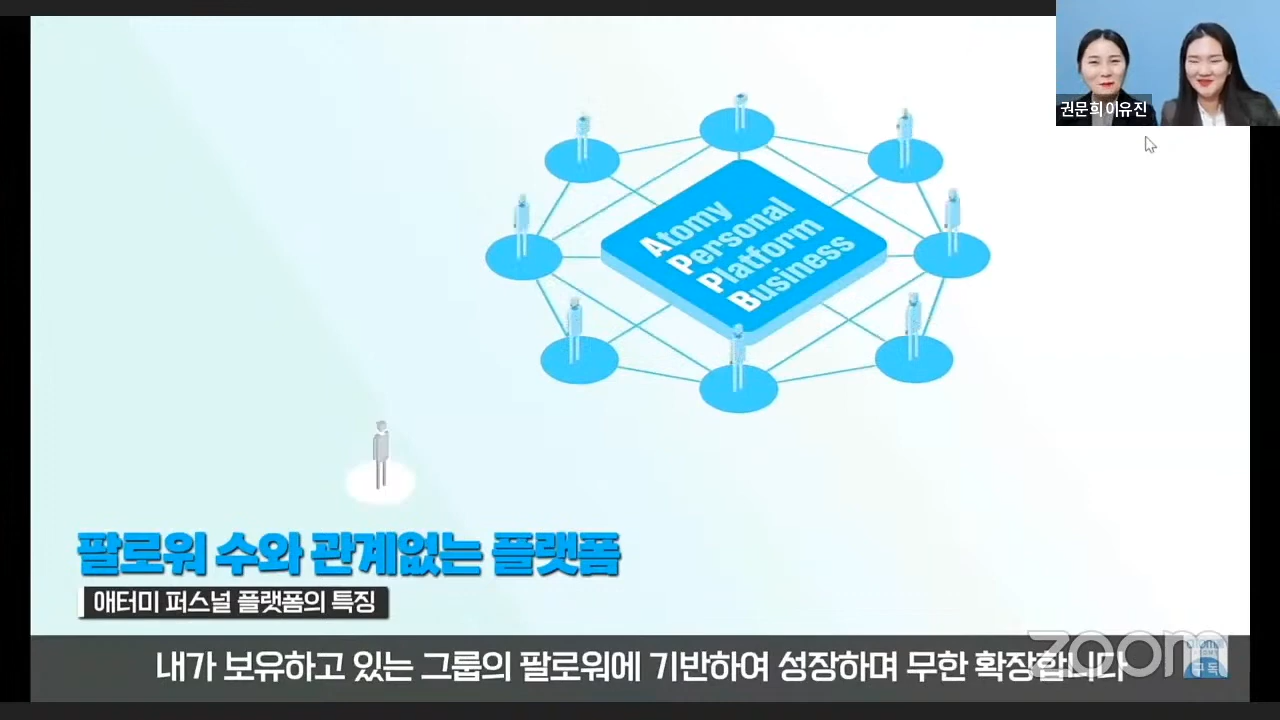 권문희 이유진
Atomy
Personal
Platform
Business
팔로워 수와 관계없는 플랫폼
애터미 퍼스널 플랫폼의 특징
내가 보유하고 있는 그룹의 팔로워에 기반하여 성장하며 무한 확장합니다
zoom
구독